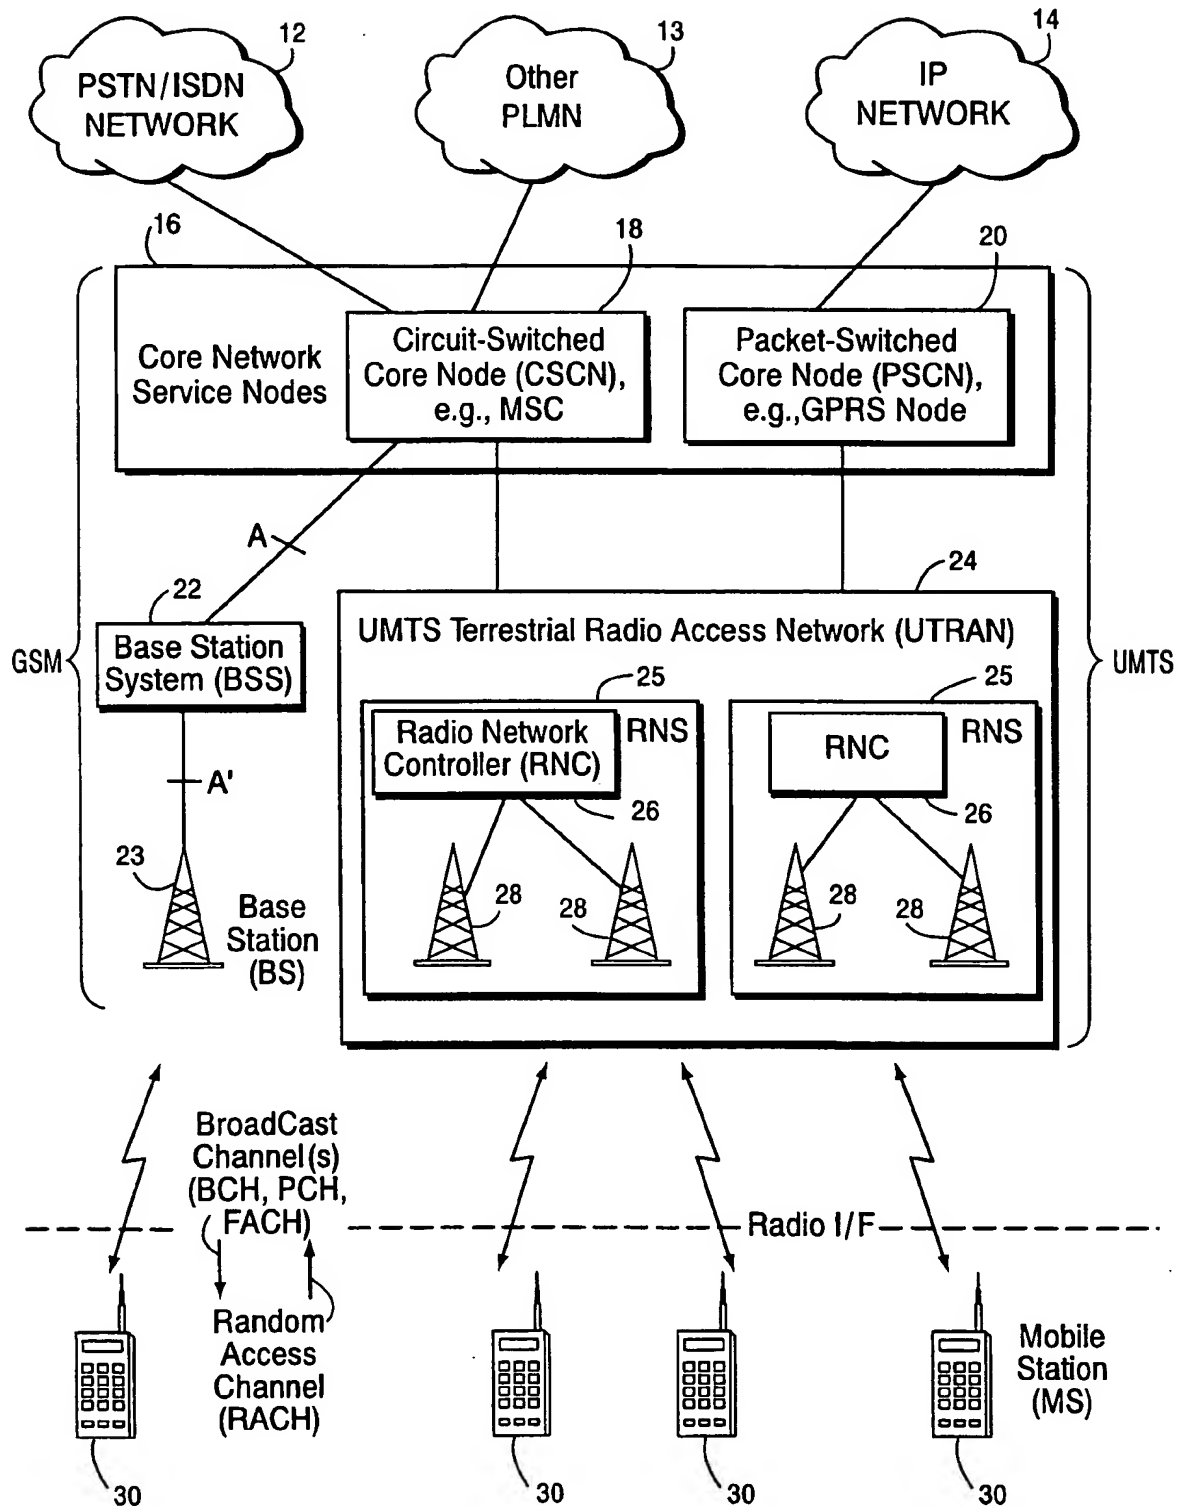 12
13
14
PSTN/ISDN
NETWORK
Other
PLMN
IP
NETWORK
16
18
20
Core Network
Service Nodes
Circuit-Switched
Core Node (CSCN),
e.g., MSC
Packet-Switched
Core Node (PSCN),
e.g.,GPRS Node
A
22
24
GSM
Base Station
System (BSS)
UMTS Terrestrial Radio Access Network (UTRAN)
UMTS
25
25
Radio Network
Controller (RNC)
RNS
RNC
RNS
A'
26
26
23
Base
Station
(BS)
28
28
28
28
BroadCast
Channel(s)
(BCH, PCH,
FACH)
Radio I/F
Random
Access
Channel
(RACH)
Mobile
Station
(MS)
30
30
30
30